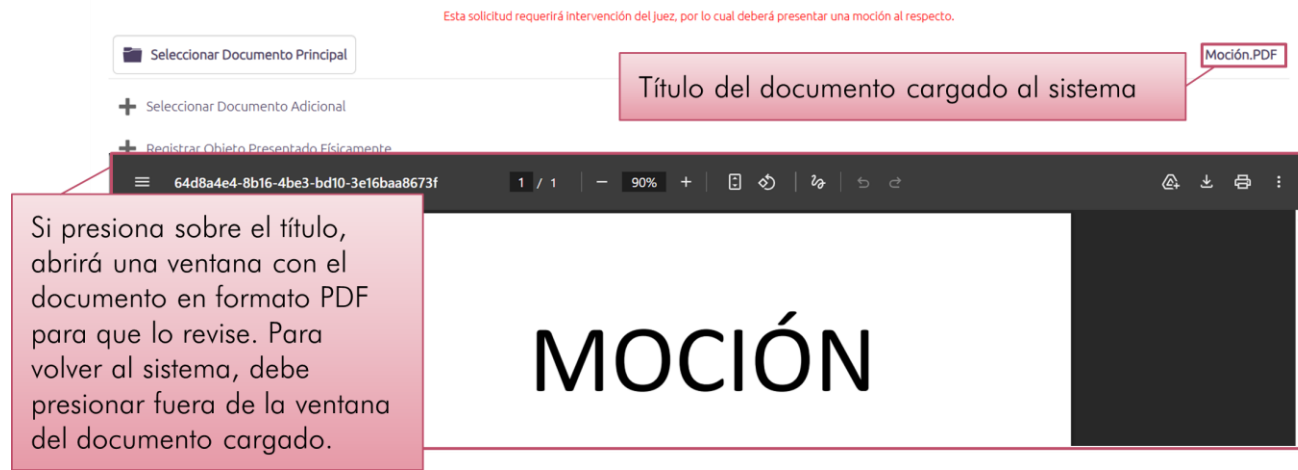 Esta solicitud requerirá intervención del juez, por lo cual deberá presentar una moción al respecto.
Seleccionar Documento Principal
Moción.PDF
Título del documento cargado al sistema
Seleccionar Documento Adicional
Registrar Objeto Presentado Físicamente
64d8a4e4-8b16-4be3-bd10-3e16baa8673f
1 / 1
90%
Si presiona sobre el título,
abrirá una ventana con el
documento en formato PDF
para que lo revise. Para
volver al sistema, debe
presionar fuera de la ventana
del documento cargado.
MOCIÓN